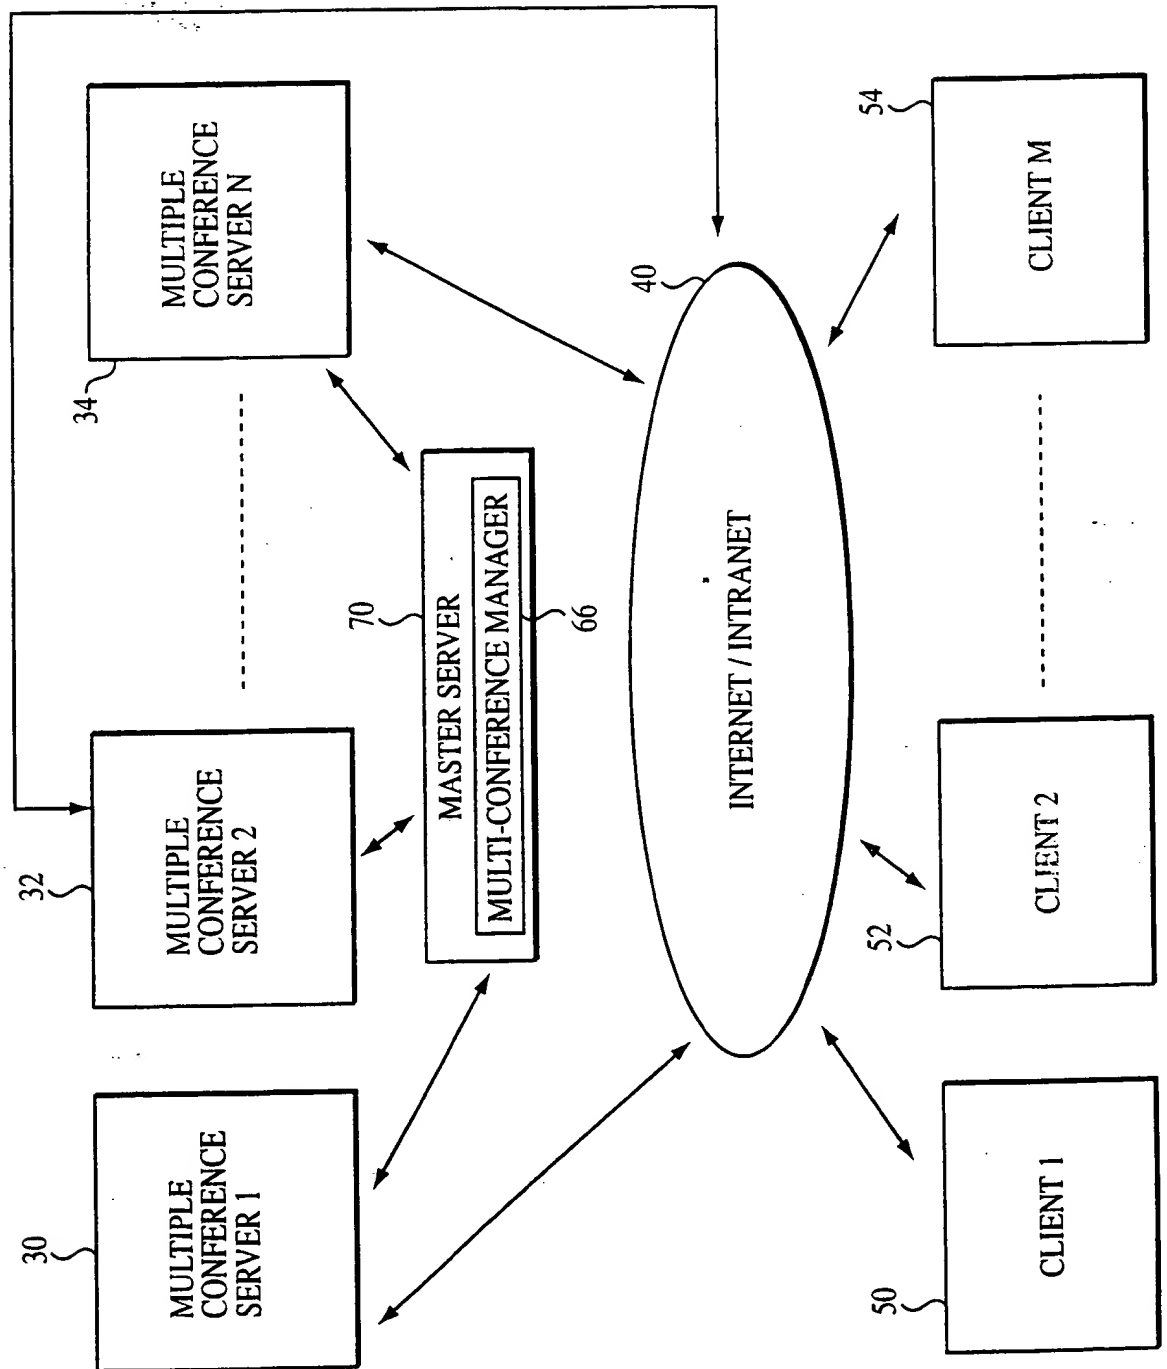 30
MULTIPLE
CONFERENCE
SERVER 1
32
MULTIPLE
CONFERENCE
SERVER 2
34
MULTIPLE
CONFERENCE
SERVER N
70
MASTER SERVER
MULTI-CONFERENCE MANAGER
66
40
INTERNET / INTRANET
50
CLIENT 1
52
CLIENT 2
54
CLIENT M